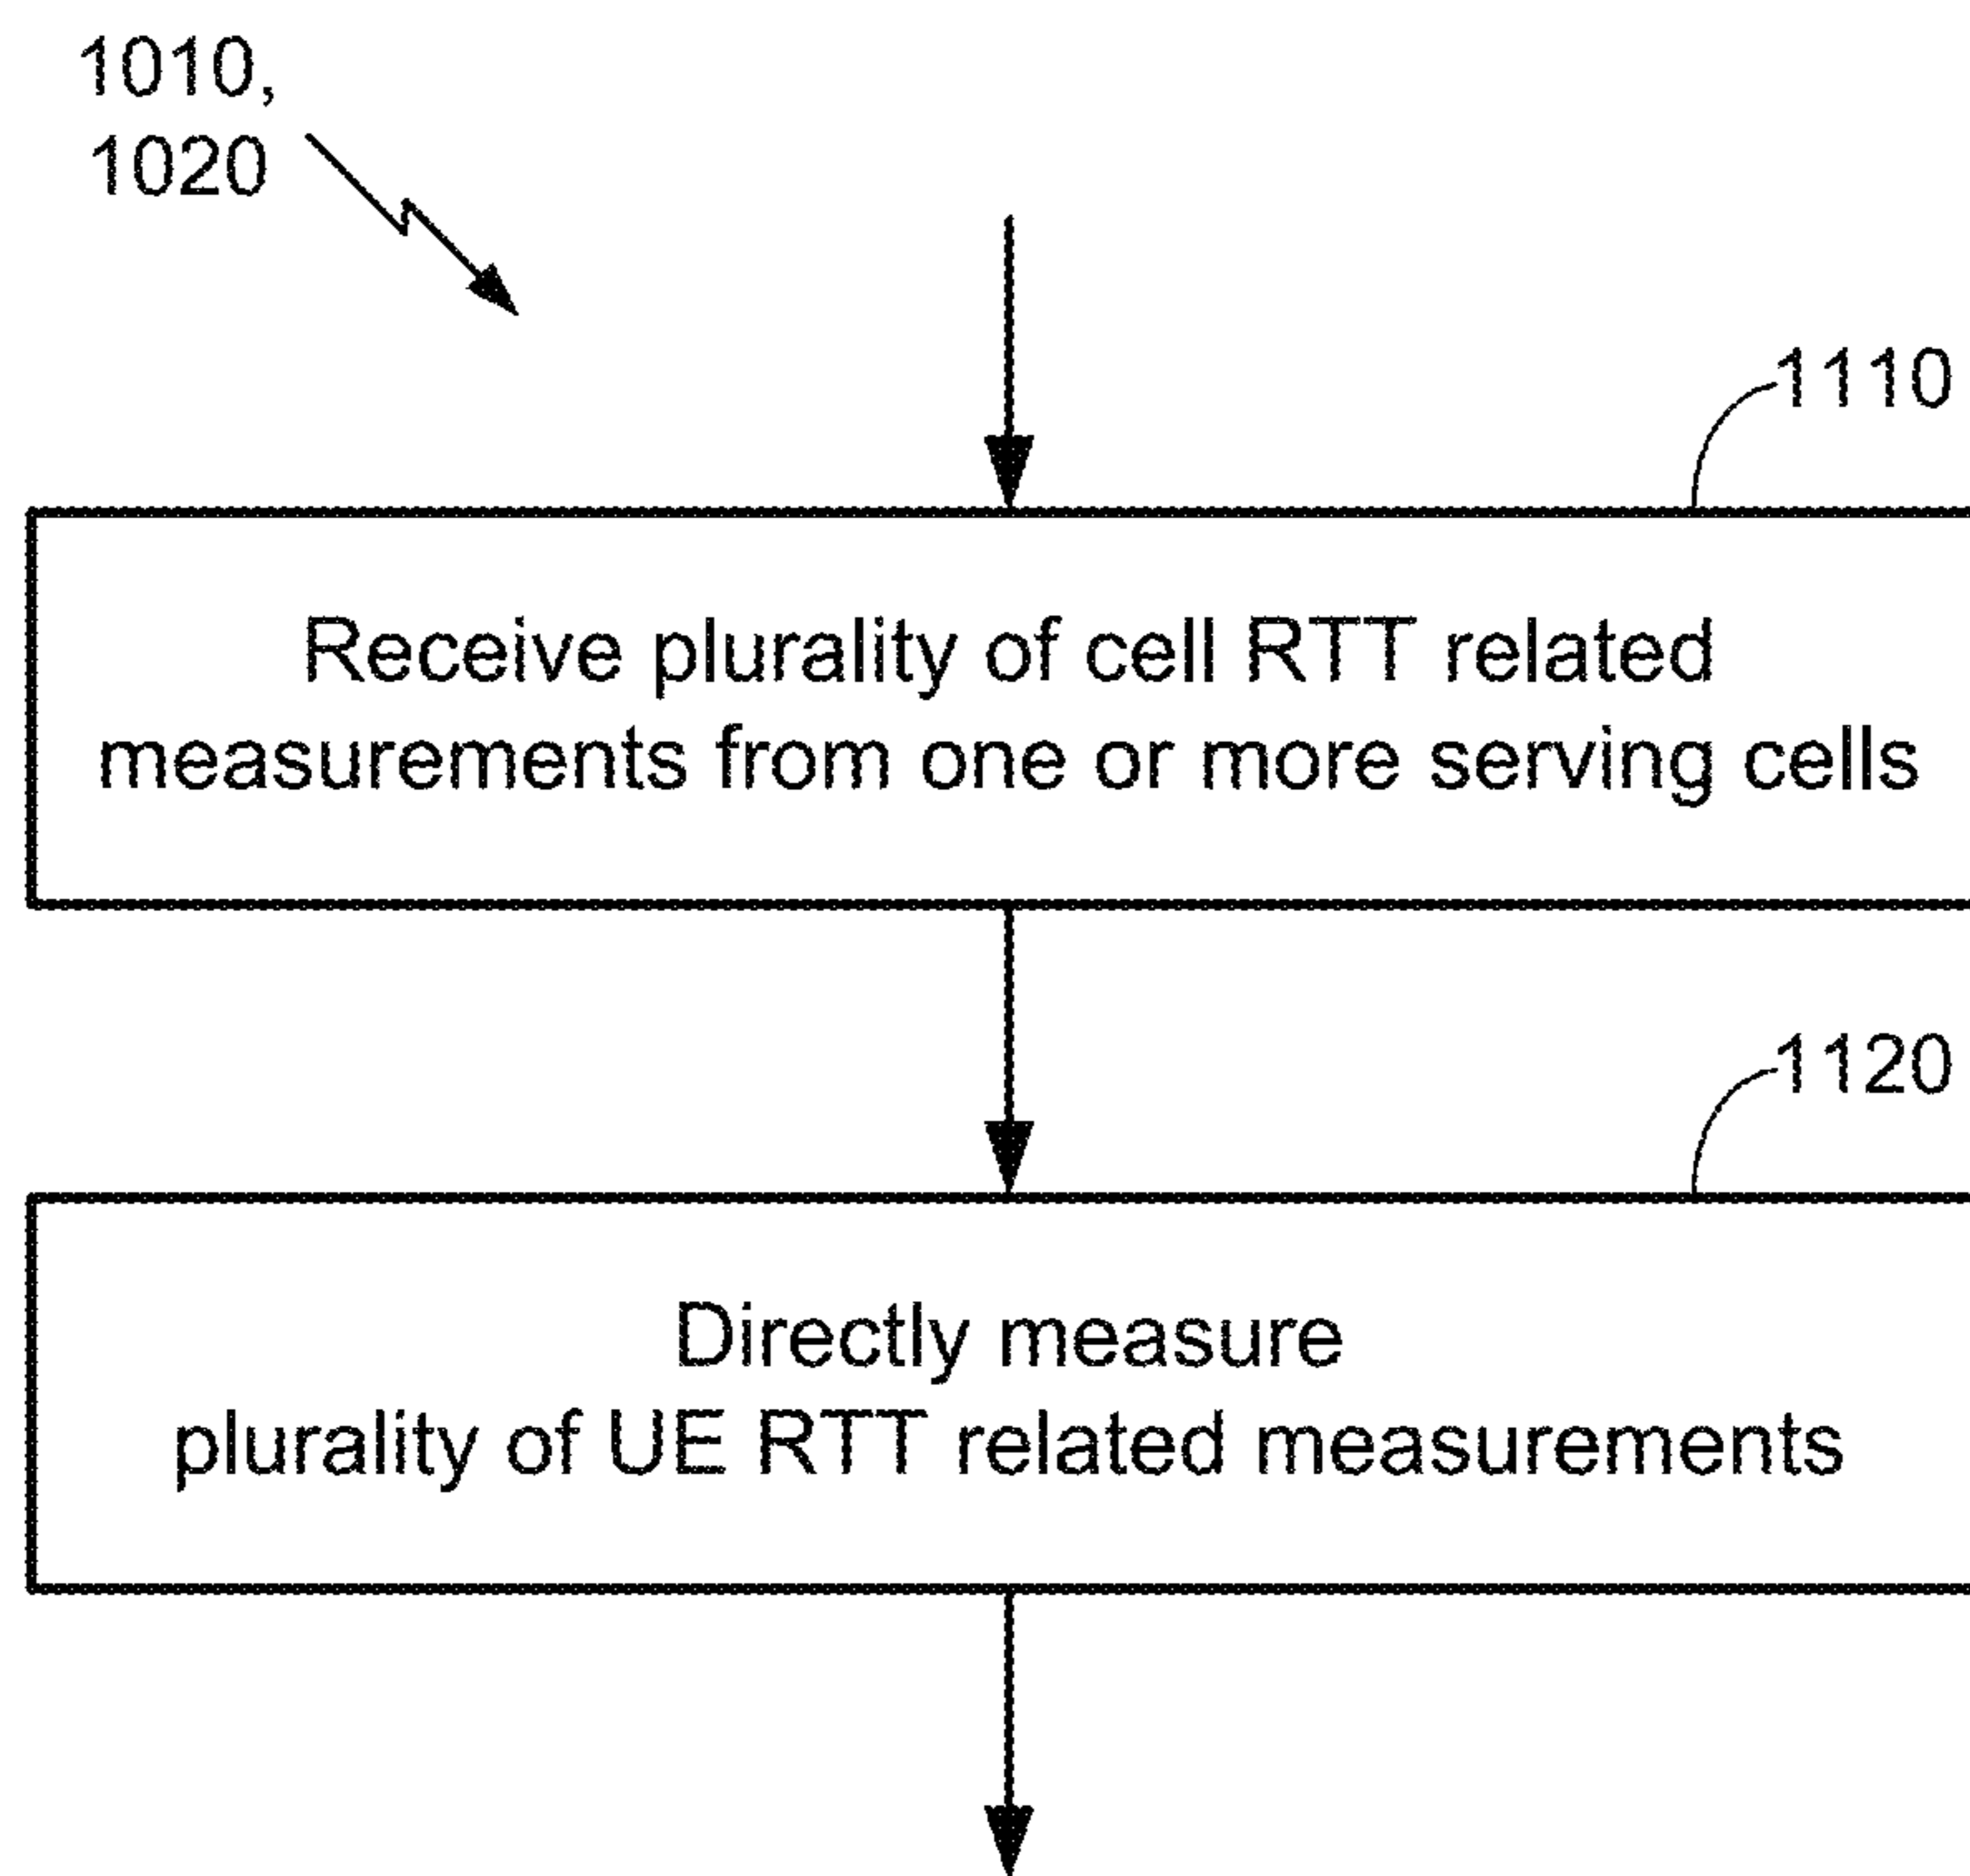 1010,
1020
1110
Receive plurality of cell RTT related
measurements from one or more serving cells
1120
Directly measure
plurality of UE RTT related measurements